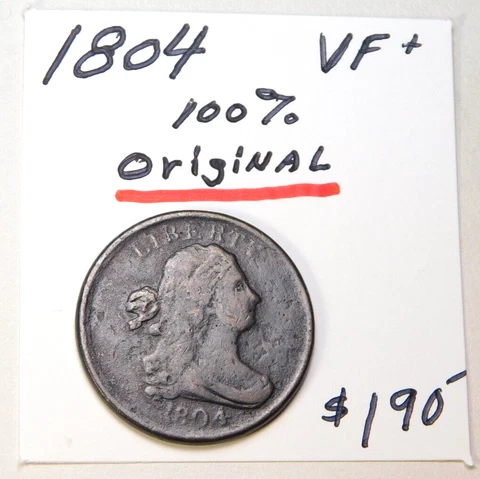 1804 VF+
100%
Original
LIBERTY
1804
$190-